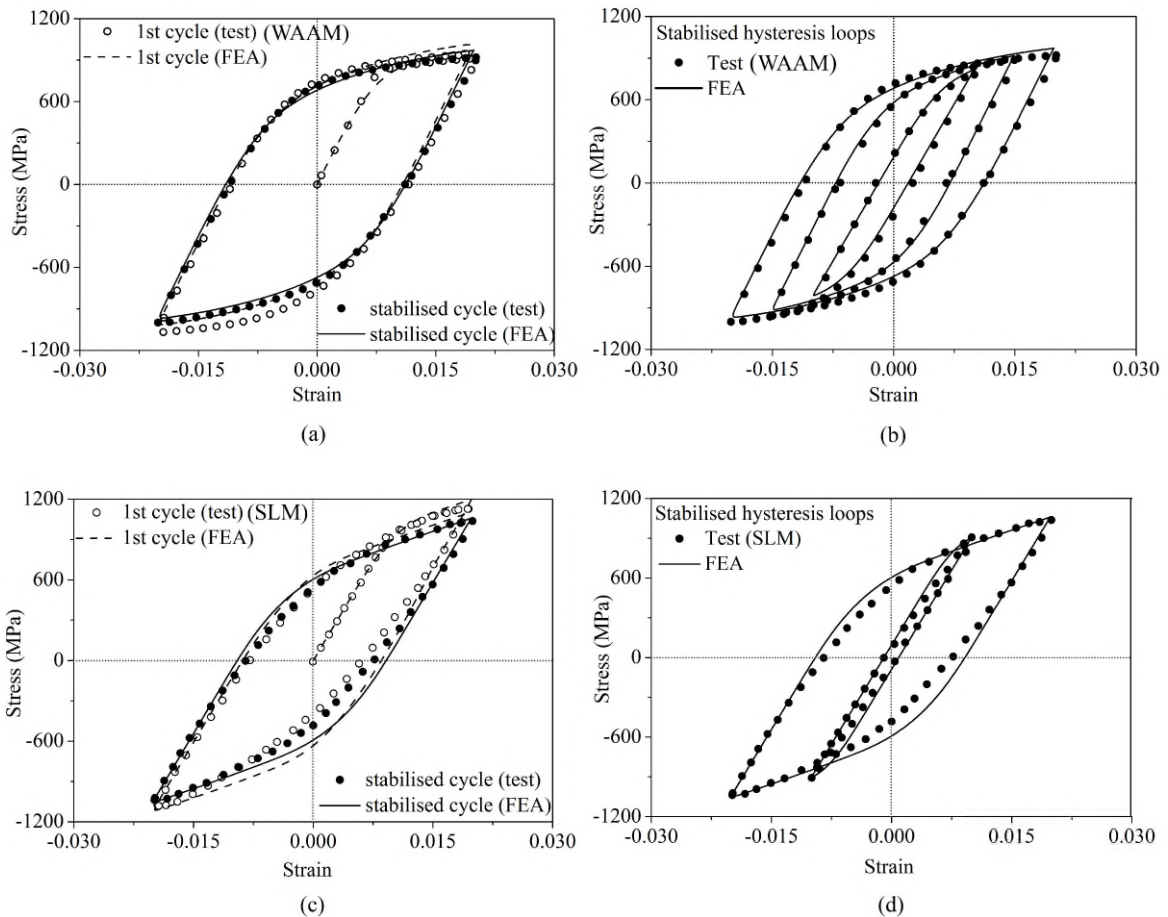 1200
1st cycle (test) (WAAM)
1st cycle (FEA)
600
0
-600
-1200
Stress (MPa)
stabilised cycle (test)
stabilised cycle (FEA)
-0.030
-0.015
0.000
0.015
0.030
Strain
(a)
1200
Stabilised hysteresis loops
Test (WAAM)
FEA
600
0
-600
-1200
Stress (MPa)
-0.030
-0.015
0.000
0.015
0.030
Strain
(b)
1200
1st cycle (test) (SLM)
1st cycle (FEA)
600
0
-600
-1200
Stress (MPa)
stabilised cycle (test)
stabilised cycle (FEA)
-0.030
-0.015
0.000
0.015
0.030
Strain
(c)
1200
Stabilised hysteresis loops
Test (SLM)
FEA
600
0
-600
-1200
Stress (MPa)
-0.030
-0.015
0.000
0.015
0.030
Strain
(d)